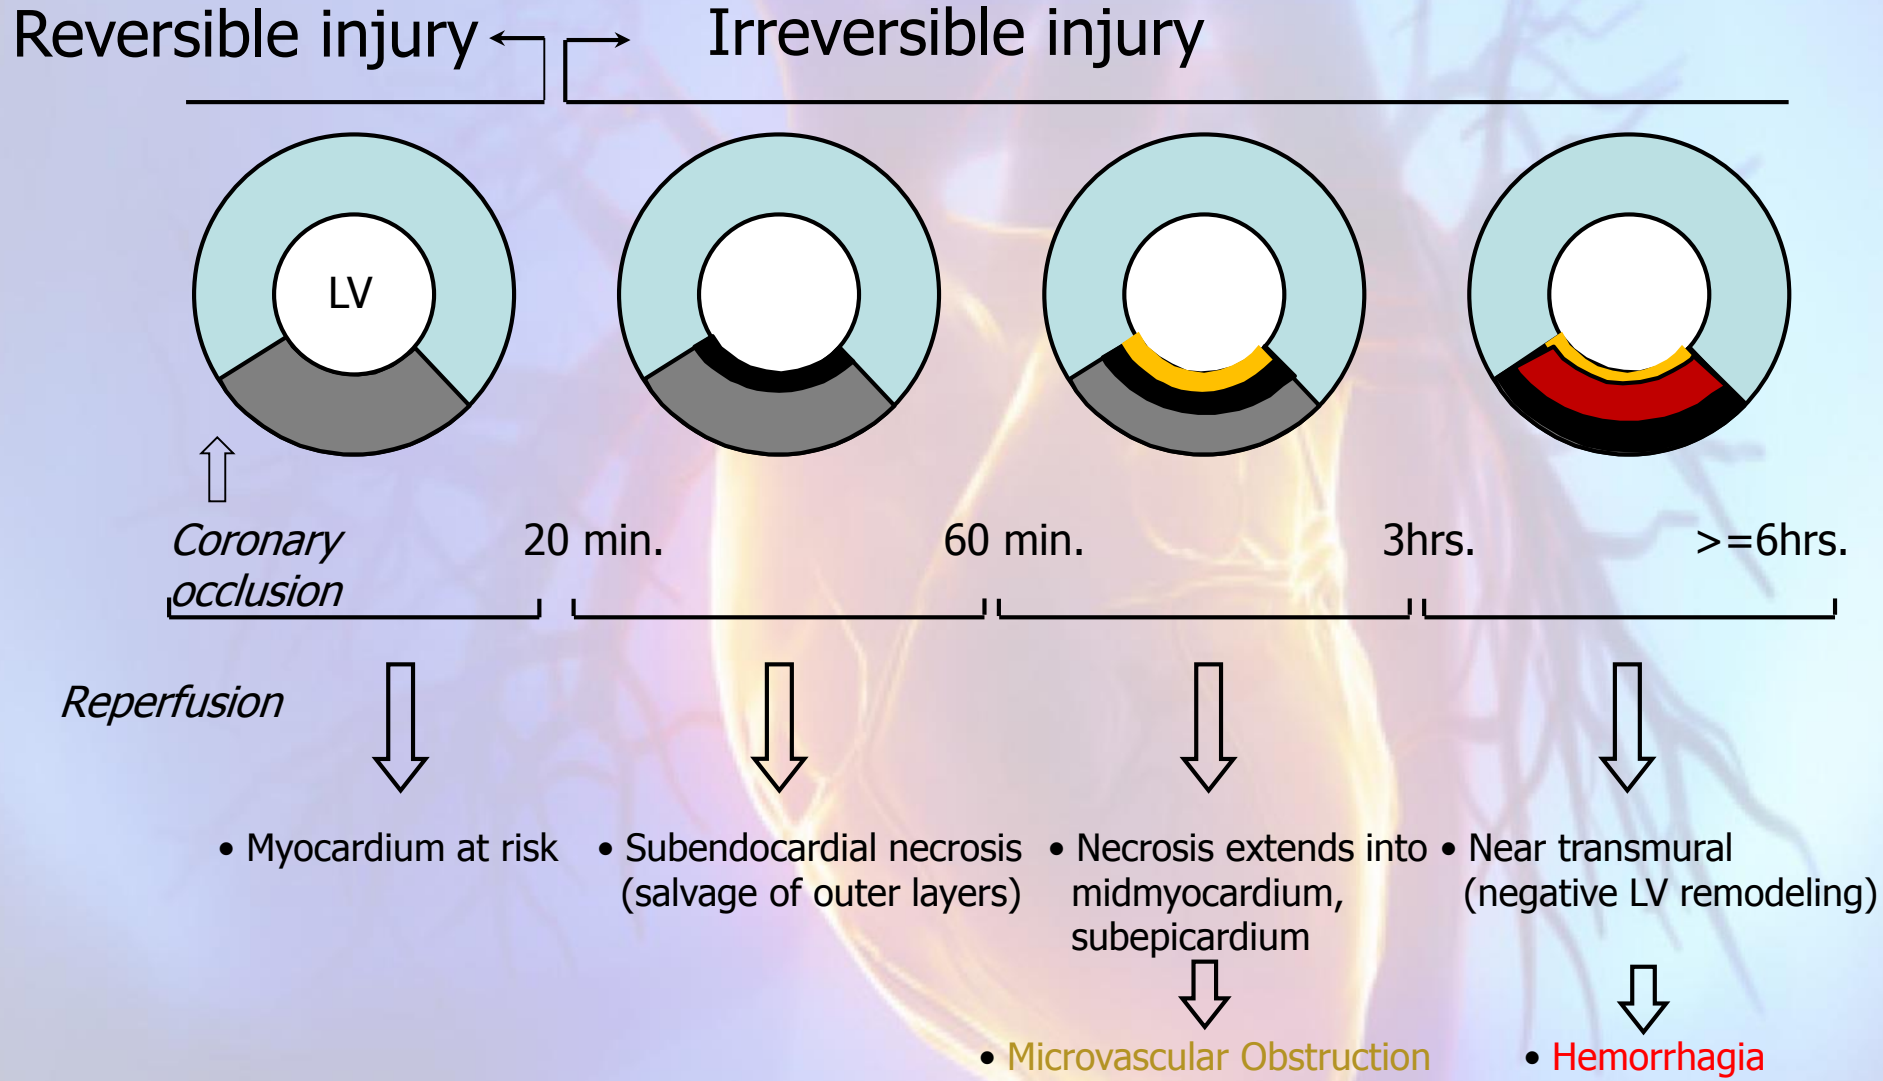 Reversible injury
Irreversible injury
LV
Coronary
occlusion
20 min.
60 min.
3hrs.
>=6hrs.
Reperfusion
• Myocardium at risk
• Subendocardial necrosis
(salvage of outer layers)
• Necrosis extends into
midmyocardium,
subepicardium
• Near transmural
(negative LV remodeling)
• Microvascular Obstruction
• Hemorrhagia